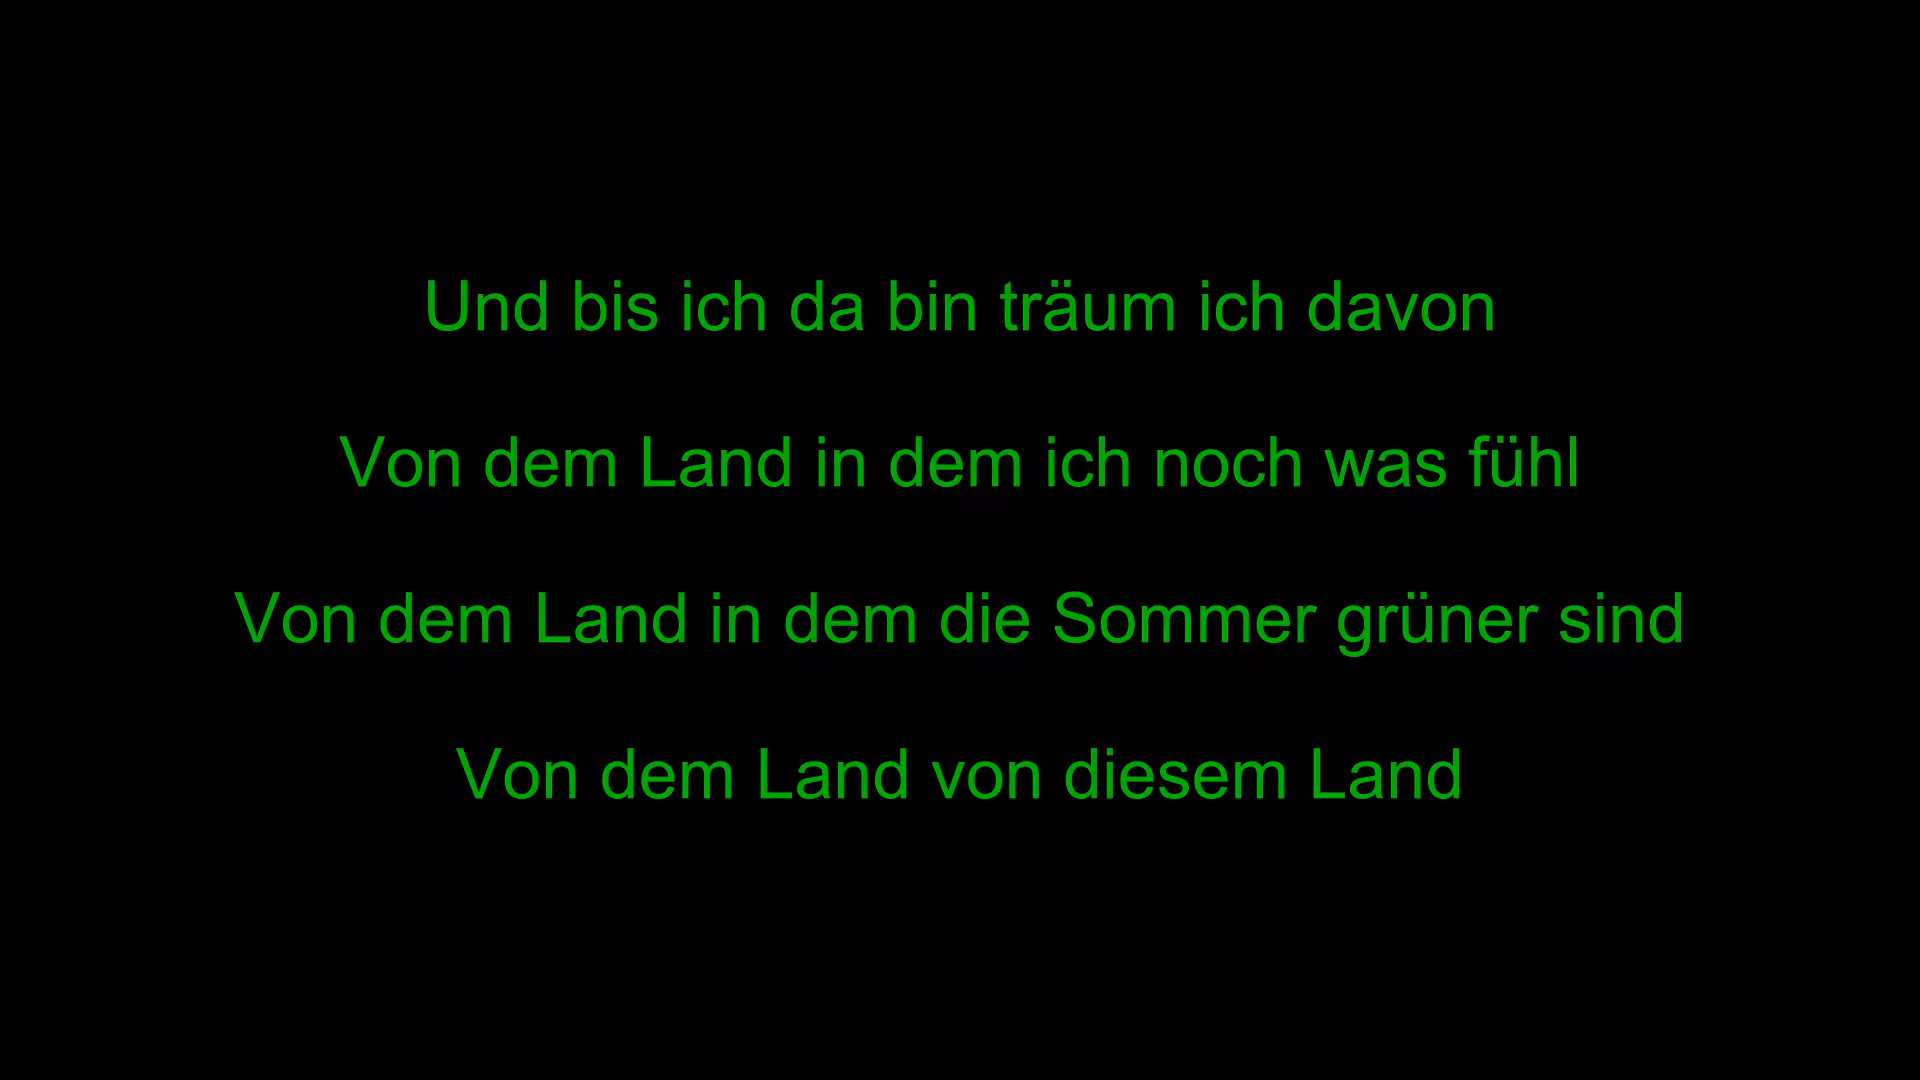 Und bis ich da bin träum ich davon
Von dem Land in dem ich noch was fühl
Von dem Land in dem die Sommer grüner sind
Von dem Land von diesem Land